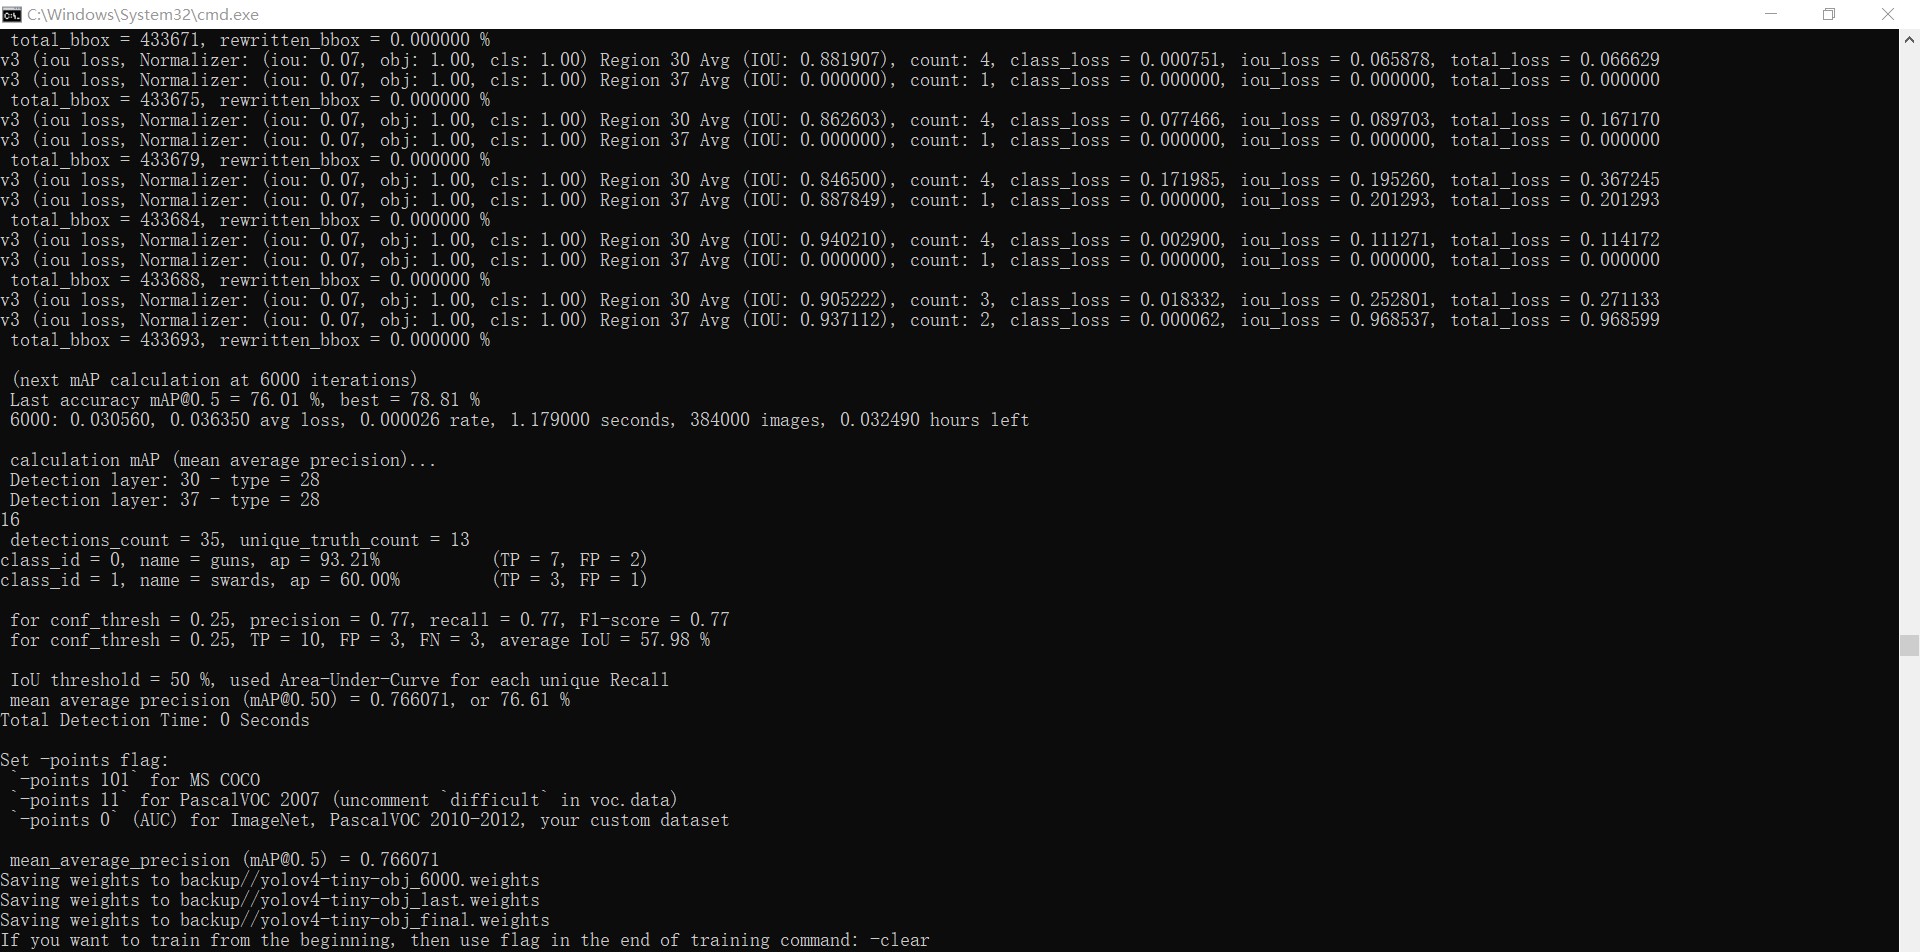 C:\Windows\System32\cmd.exe
total_bbox = 433671, rewritten_bbox = 0.000000 %
v3 (iou loss, Normalizer: (iou: 0.07, obj: 1.00, cls: 1.00) Region 30 Avg (IOU: 0.881907), count: 4, class_loss = 0.000751, iou_loss = 0.065878, total_loss = 0.066629
v3 (iou loss, Normalizer: (iou: 0.07, obj: 1.00, cls: 1.00) Region 37 Avg (IOU: 0.000000), count: 1, class_loss = 0.000000, iou_loss = 0.000000, total_loss = 0.000000
total_bbox = 433675, rewritten_bbox = 0.000000 %
v3 (iou loss, Normalizer: (iou: 0.07, obj: 1.00, cls: 1.00) Region 30 Avg (IOU: 0.862603), count: 4, class_loss = 0.077466, iou_loss = 0.089703, total_loss = 0.167170
v3 (iou loss, Normalizer: (iou: 0.07, obj: 1.00, cls: 1.00) Region 37 Avg (IOU: 0.000000), count: 1, class_loss = 0.000000, iou_loss = 0.000000, total_loss = 0.000000
total_bbox = 433679, rewritten_bbox = 0.000000 %
v3 (iou loss, Normalizer: (iou: 0.07, obj: 1.00, cls: 1.00) Region 30 Avg (IOU: 0.846500), count: 4, class_loss = 0.171985, iou_loss = 0.195260, total_loss = 0.367245
v3 (iou loss, Normalizer: (iou: 0.07, obj: 1.00, cls: 1.00) Region 37 Avg (IOU: 0.887849), count: 1, class_loss = 0.000000, iou_loss = 0.201293, total_loss = 0.201293
total_bbox = 433684, rewritten_bbox = 0.000000 %
v3 (iou loss, Normalizer: (iou: 0.07, obj: 1.00, cls: 1.00) Region 30 Avg (IOU: 0.940210), count: 4, class_loss = 0.002900, iou_loss = 0.111271, total_loss = 0.114172
v3 (iou loss, Normalizer: (iou: 0.07, obj: 1.00, cls: 1.00) Region 37 Avg (IOU: 0.000000), count: 1, class_loss = 0.000000, iou_loss = 0.000000, total_loss = 0.000000
total_bbox = 433688, rewritten_bbox = 0.000000 %
v3 (iou loss, Normalizer: (iou: 0.07, obj: 1.00, cls: 1.00) Region 30 Avg (IOU: 0.905222), count: 3, class_loss = 0.018332, iou_loss = 0.252801, total_loss = 0.271133
v3 (iou loss, Normalizer: (iou: 0.07, obj: 1.00, cls: 1.00) Region 37 Avg (IOU: 0.937112), count: 2, class_loss = 0.000062, iou_loss = 0.968537, total_loss = 0.968599
total_bbox = 433693, rewritten_bbox = 0.000000 %
(next mAP calculation at 6000 iterations)
Last accuracy mAP@0.5 = 76.01 %, best = 78.81 %
6000: 0.030560, 0.036350 avg loss, 0.000026 rate, 1.179000 seconds, 384000 images, 0.032490 hours left
calculation mAP (mean average precision)...
Detection layer: 30 - type = 28
Detection layer: 37 - type = 28
16
detections_count = 35, unique_truth_count = 13
class_id = 0, name = guns, ap = 93.21% (TP = 7, FP = 2)
class_id = 1, name = swards, ap = 60.00% (TP = 3, FP = 1)
for conf_thresh = 0.25, precision = 0.77, recall = 0.77, F1-score = 0.77
for conf_thresh = 0.25, TP = 10, FP = 3, FN = 3, average IoU = 57.98 %
IoU threshold = 50 %, used Area-Under-Curve for each unique Recall
mean average precision (mAP@0.50) = 0.766071, or 76.61 %
Total Detection Time: 0 Seconds
Set -points flag:
`-points 101` for MS COCO
`-points 11` for PascalVOC 2007 (uncomment `difficult` in voc.data)
`-points 0` (AUC) for ImageNet, PascalVOC 2010-2012, your custom dataset
mean_average_precision (mAP@0.5) = 0.766071
Saving weights to backup//yolov4-tiny-obj_6000.weights
Saving weights to backup//yolov4-tiny-obj_last.weights
Saving weights to backup//yolov4-tiny-obj_final.weights
If you want to train from the beginning, then use flag in the end of training command: -clear